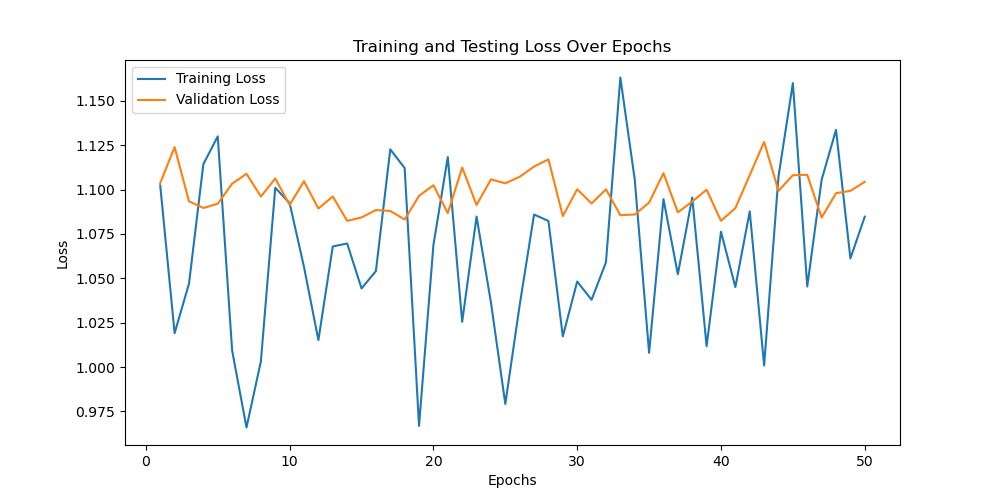 Training and Testing Loss Over Epochs
Training Loss
Validation Loss
1.150
1.125
1.100
1.075
1.050
1.025
1.000
0.975
Loss
0 10 20 30 40 50
Epochs